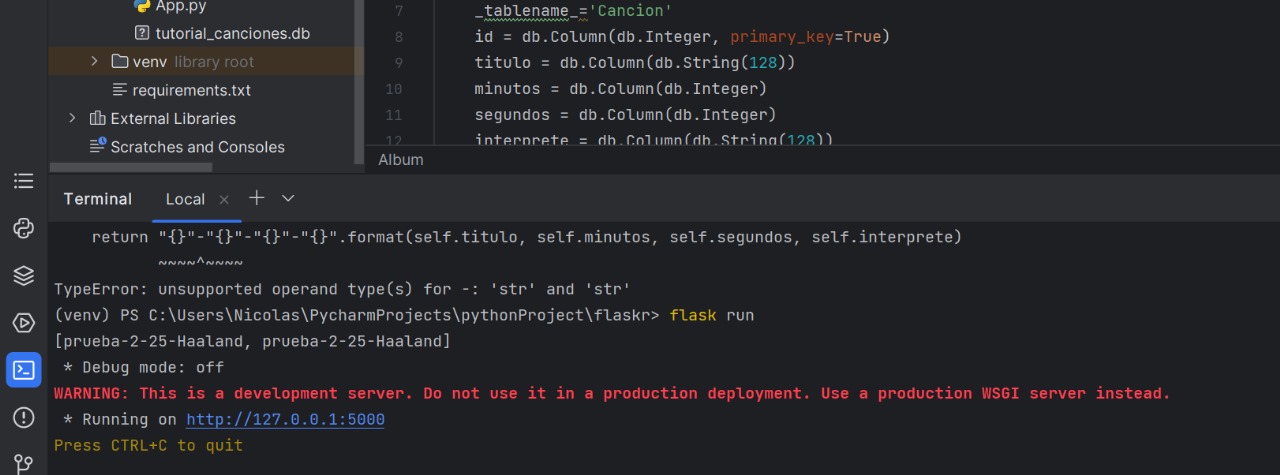 App.py
tutorial_canciones.db
venv library root
requirements.txt
External Libraries
Scratches and Consoles
7 _tablename_='Cancion'
8 id = db.Column(db.Integer, primary_key=True)
9 titulo = db.Column(db.String(128))
10 minutos = db.Column(db.Integer)
11 segundos = db.Column(db.Integer)
12 interprete = db.Column(db.String(128))
Album
Terminal Local
return "{}"-"{}"-"{}"-"{}".format(self.titulo, self.minutos, self.segundos, self.interprete)
~~~~^~~~~
TypeError: unsupported operand type(s) for -: 'str' and 'str'
(venv) PS C:\Users\Nicolas\PycharmProjects\pythonProject\flaskr> flask run
[prueba-2-25-Haaland, prueba-2-25-Haaland]
* Debug mode: off
WARNING: This is a development server. Do not use it in a production deployment. Use a production WSGI server instead.
* Running on http://127.0.0.1:5000
Press CTRL+C to quit